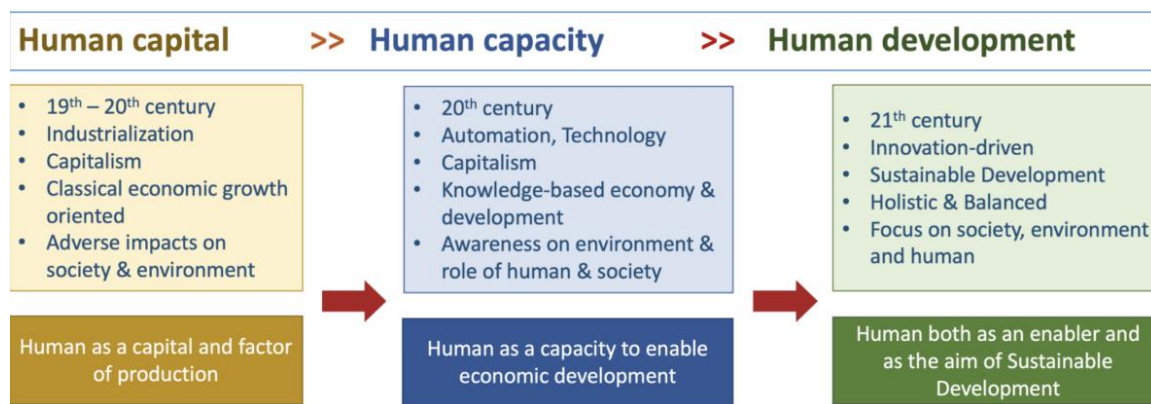 Human capital >> Human capacity >> Human development
• 19th – 20th century
• Industrialization
• Capitalism
• Classical economic growth
oriented
• Adverse impacts on
society & environment
Human as a capital and factor
of production
• 20th century
• Automation, Technology
• Capitalism
• Knowledge-based economy &
development
• Awareness on environment &
role of human & society
Human as a capacity to enable
economic development
• 21th century
• Innovation-driven
• Sustainable Development
• Holistic & Balanced
• Focus on society, environment
and human
Human both as an enabler and
as the aim of Sustainable
Development